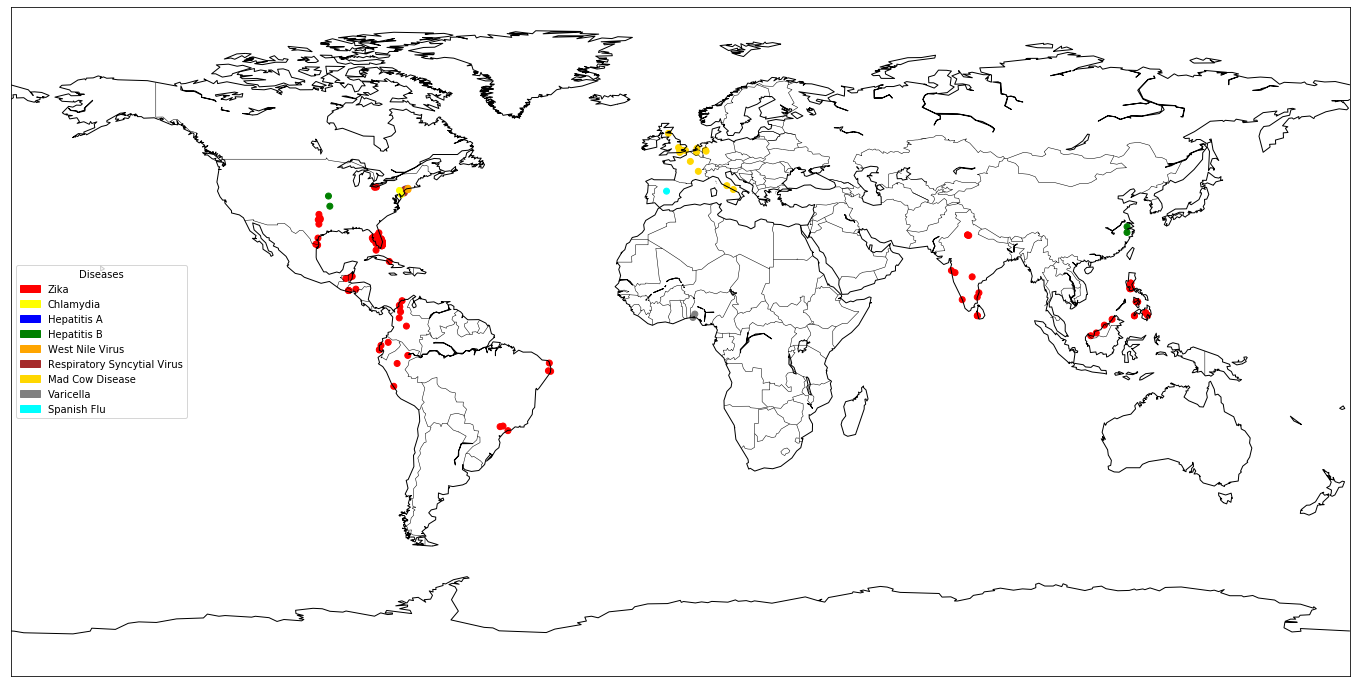 Diseases
Zika
Chlamydia
Hepatitis A
Hepatitis B
West Nile Virus
Respiratory Syncytial Virus
Mad Cow Disease
Varicella
Spanish Flu